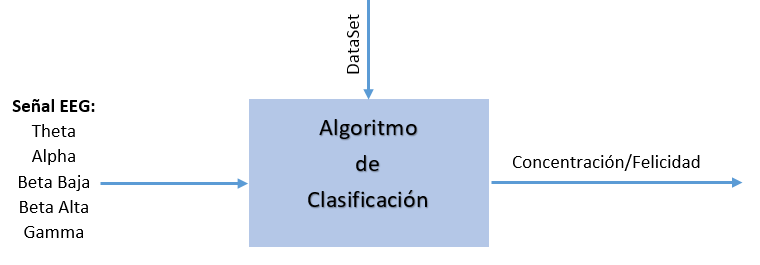 DataSet
Señal EEG:
Theta
Alpha
Beta Baja
Beta Alta
Gamma
Algoritmo
de
Clasificación
Concentración/Felicidad